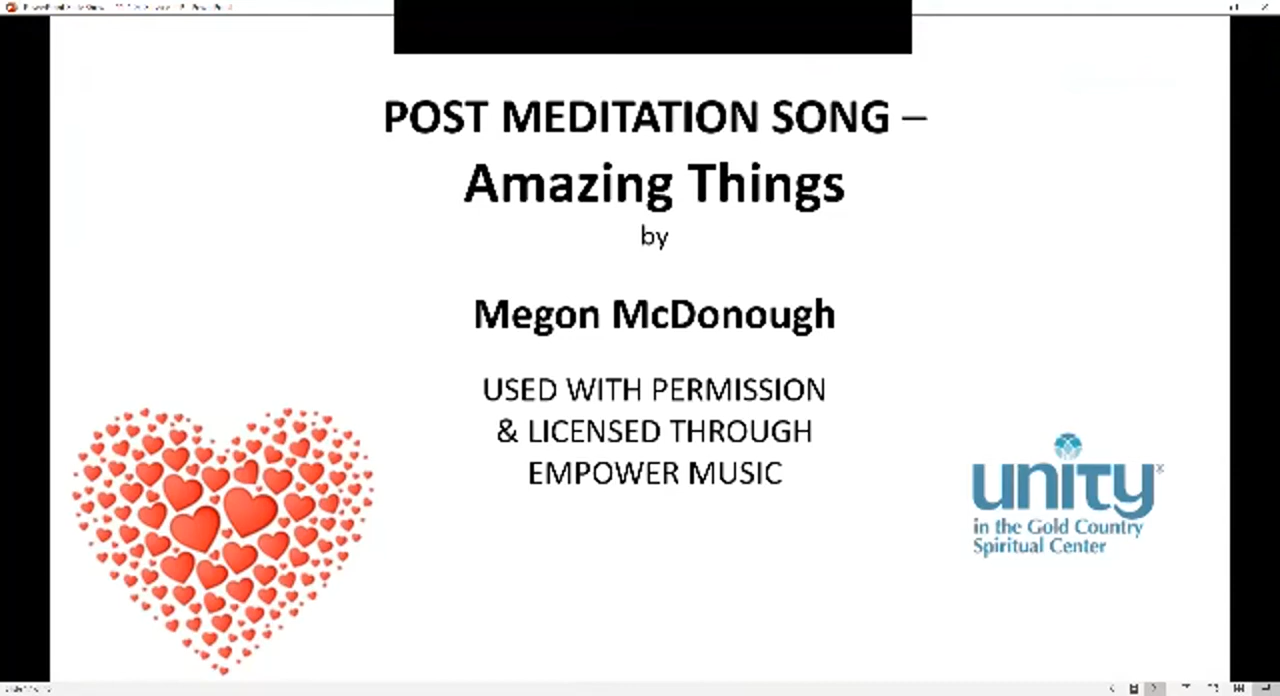 POST MEDITATION SONG –
Amazing Things
by
Megon McDonough
USED WITH PERMISSION
& LICENSED THROUGH
EMPOWER MUSIC
unity®
in the Gold Country
Spiritual Center